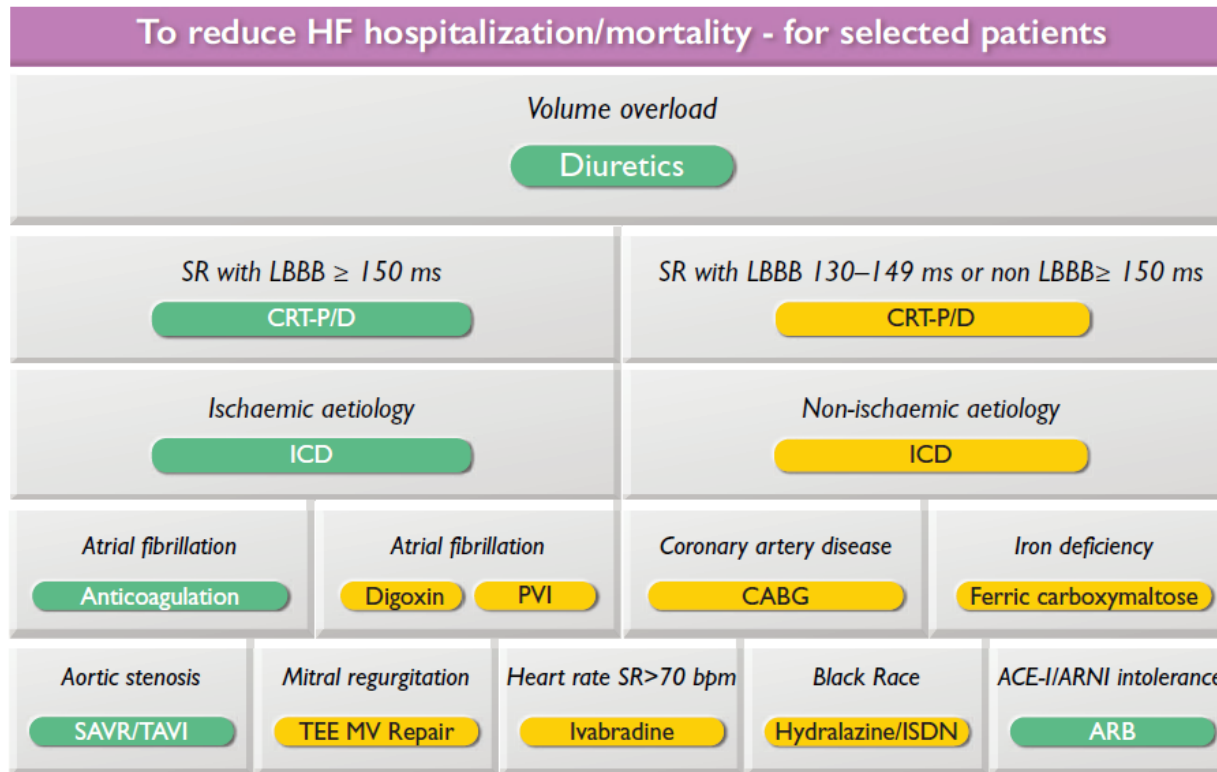 To reduce HF hospitalization/mortality - for selected patients
Volume overload
Diuretics
SR with LBBB ≥ 150 ms
CRT-P/D
SR with LBBB 130–149 ms or non LBBB≥ 150 ms
CRT-P/D
Ischaemic aetiology
ICD
Non-ischaemic aetiology
ICD
Atrial fibrillation
Anticoagulation
Atrial fibrillation
Digoxin PVI
Coronary artery disease
CABG
Iron deficiency
Ferric carboxymaltose
Aortic stenosis
SAVR/TAVI
Mitral regurgitation
TEE MV Repair
Heart rate SR>70 bpm
Ivabradine
Black Race
Hydralazine/ISDN
ACE-I/ARNI intolerance
ARB